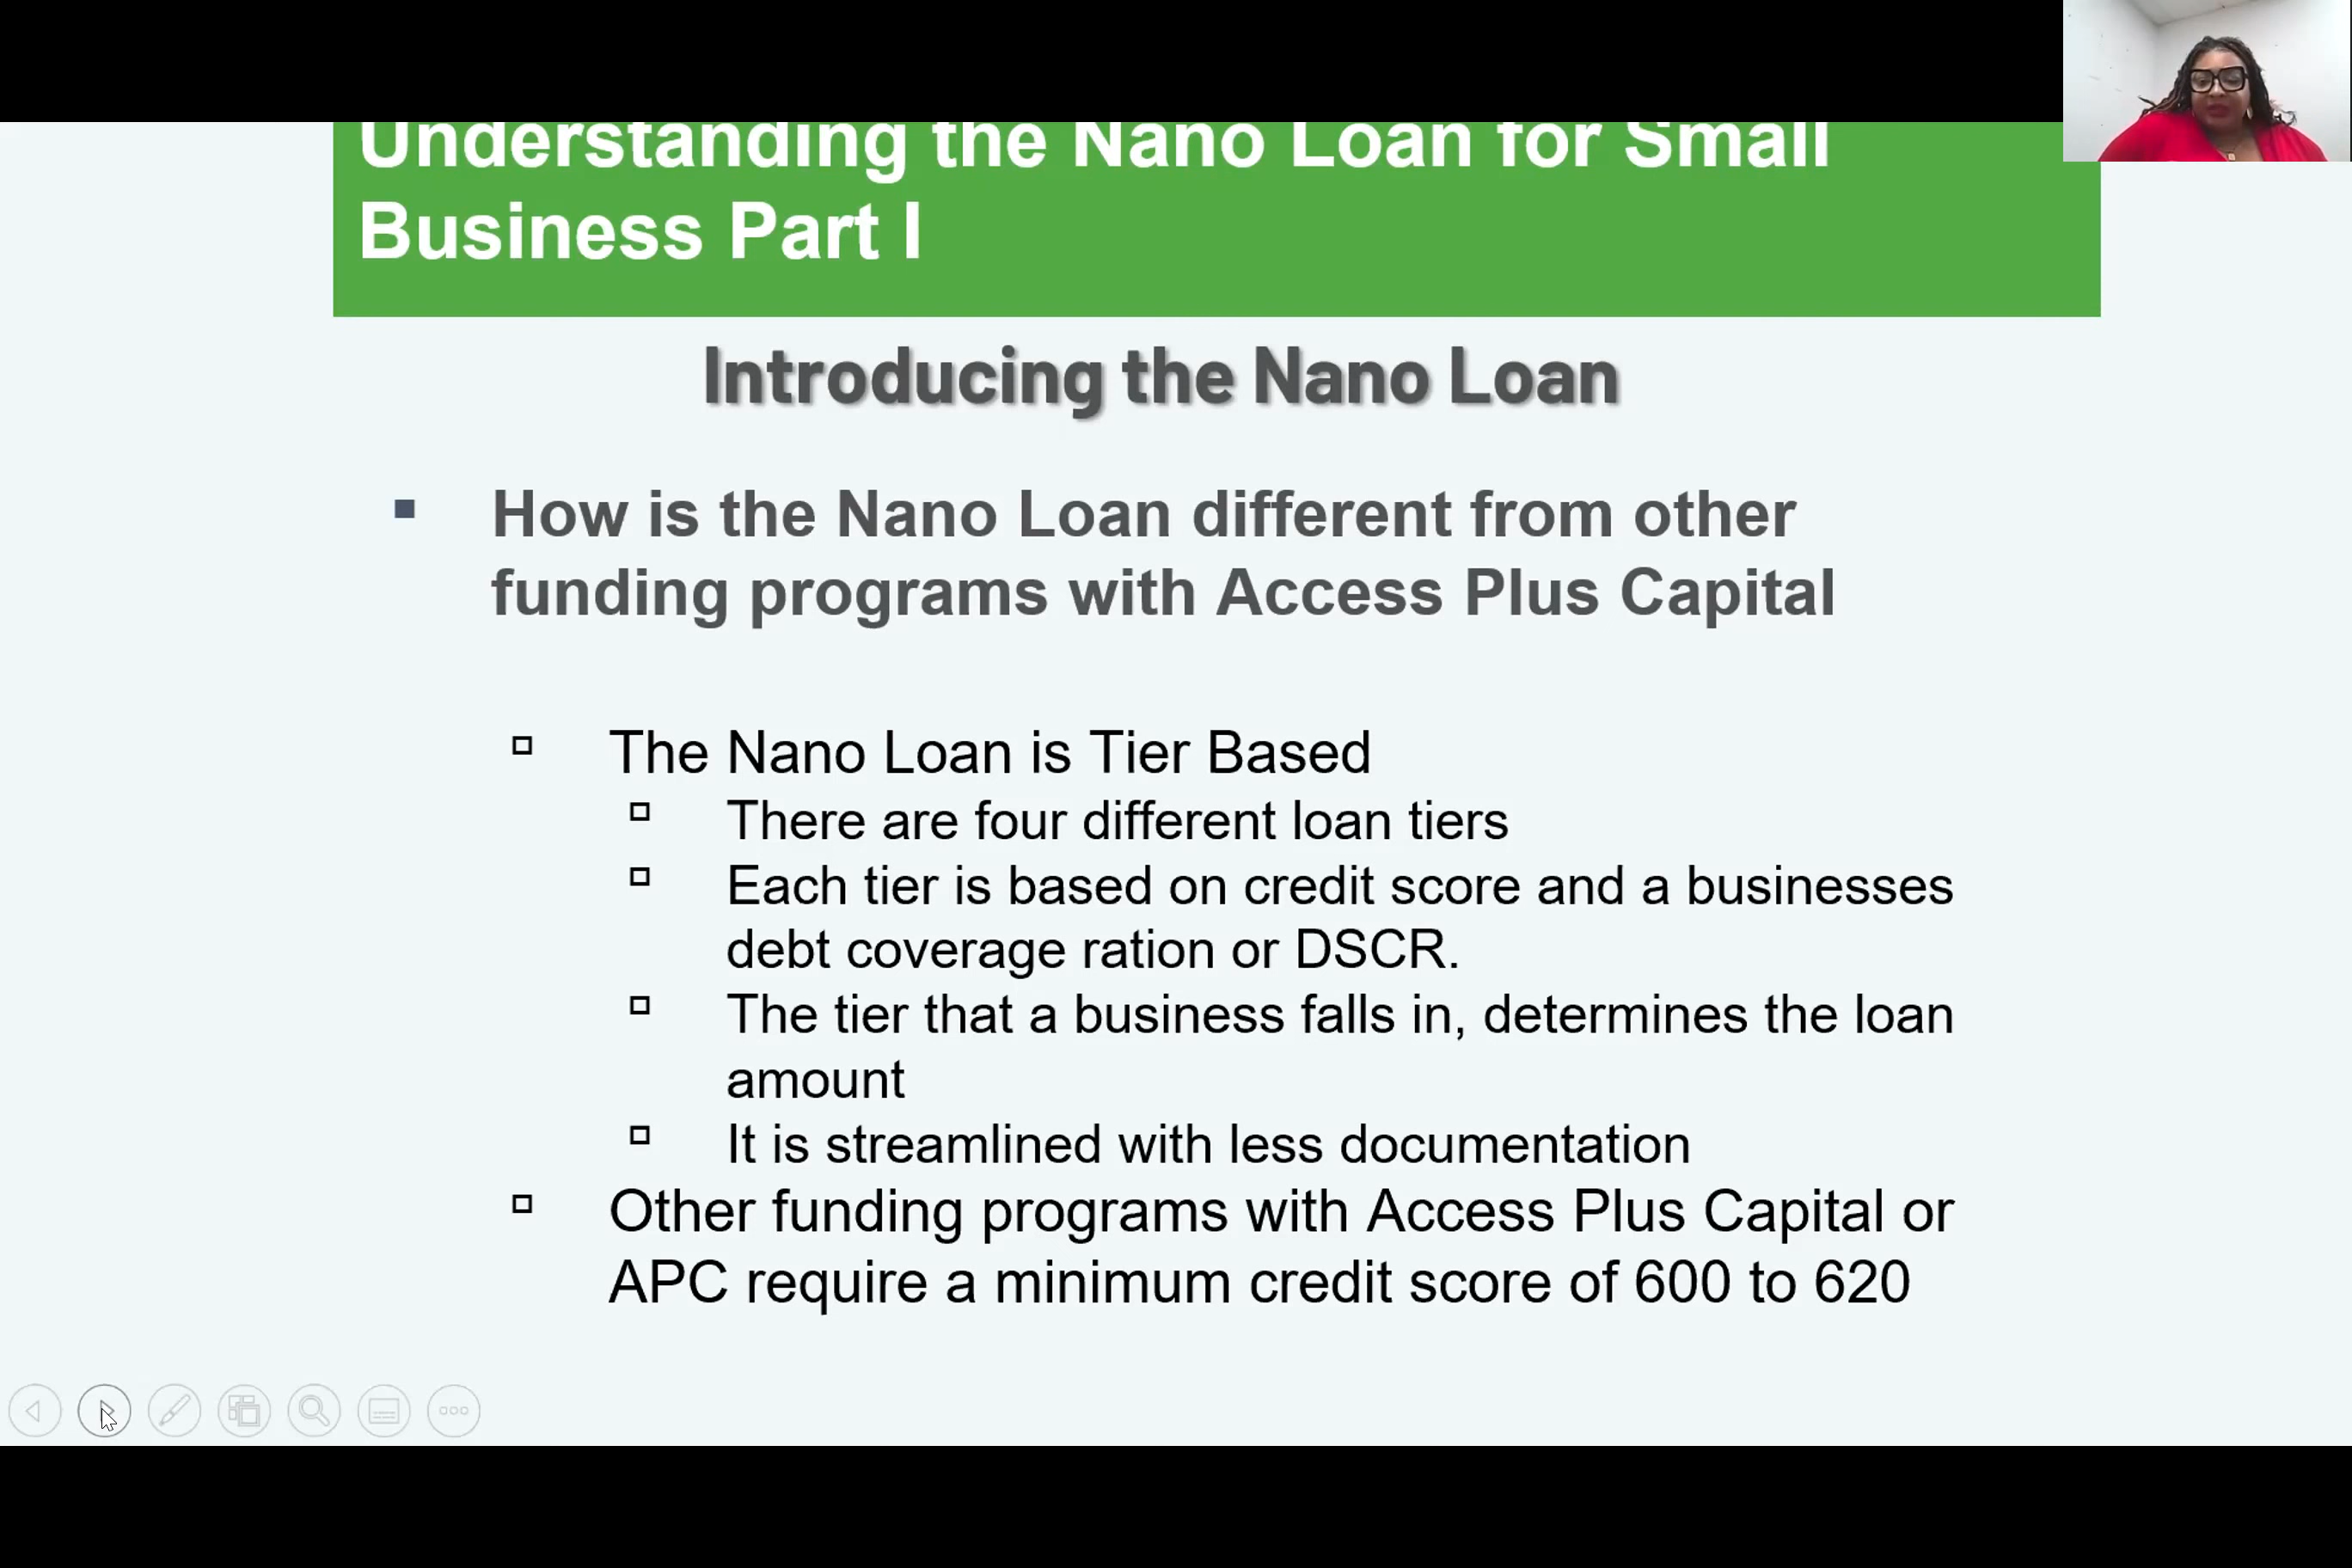 Understanding the Nano Loan for Small
Business Part I
Introducing the Nano Loan
How is the Nano Loan different from other
funding programs with Access Plus Capital
The Nano Loan is Tier Based
There are four different loan tiers
Each tier is based on credit score and a businesses
debt coverage ration or DSCR.
The tier that a business falls in, determines the loan
amount
It is streamlined with less documentation
Other funding programs with Access Plus Capital or
APC require a minimum credit score of 600 to 620